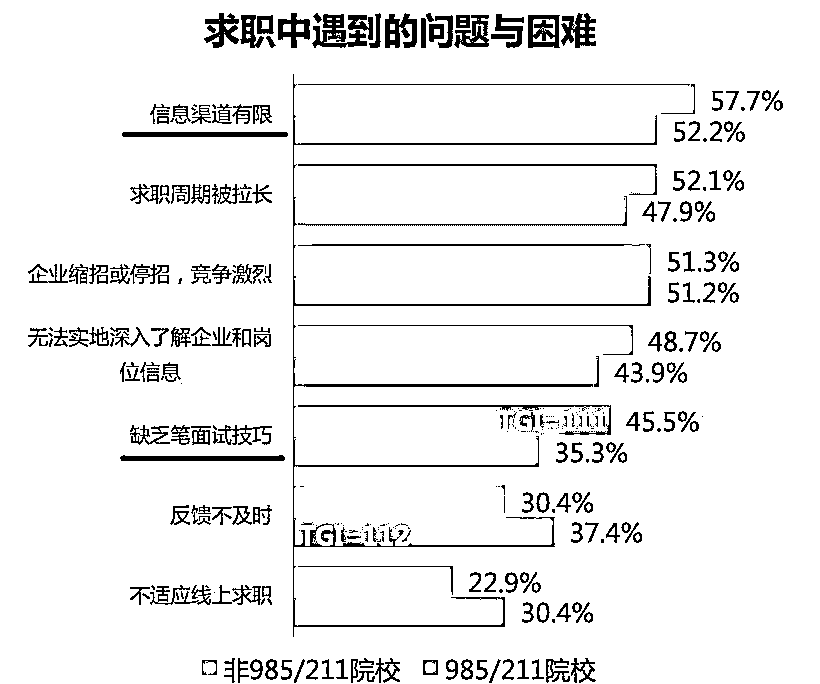 求职中遇到的问题与困难
信息渠道有限
57.7%
52.2%
求职周期被拉长
52.1%
47.9%
企业缩招或停招，竞争激烈
51.3%
51.2%
无法实地深入了解企业和岗
位信息
48.7%
43.9%
缺乏笔面试技巧
TGI=111
45.5%
35.3%
反馈不及时
30.4%
TGI=112
37.4%
不适应线上求职
22.9%
30.4%
非985/211院校
985/211院校